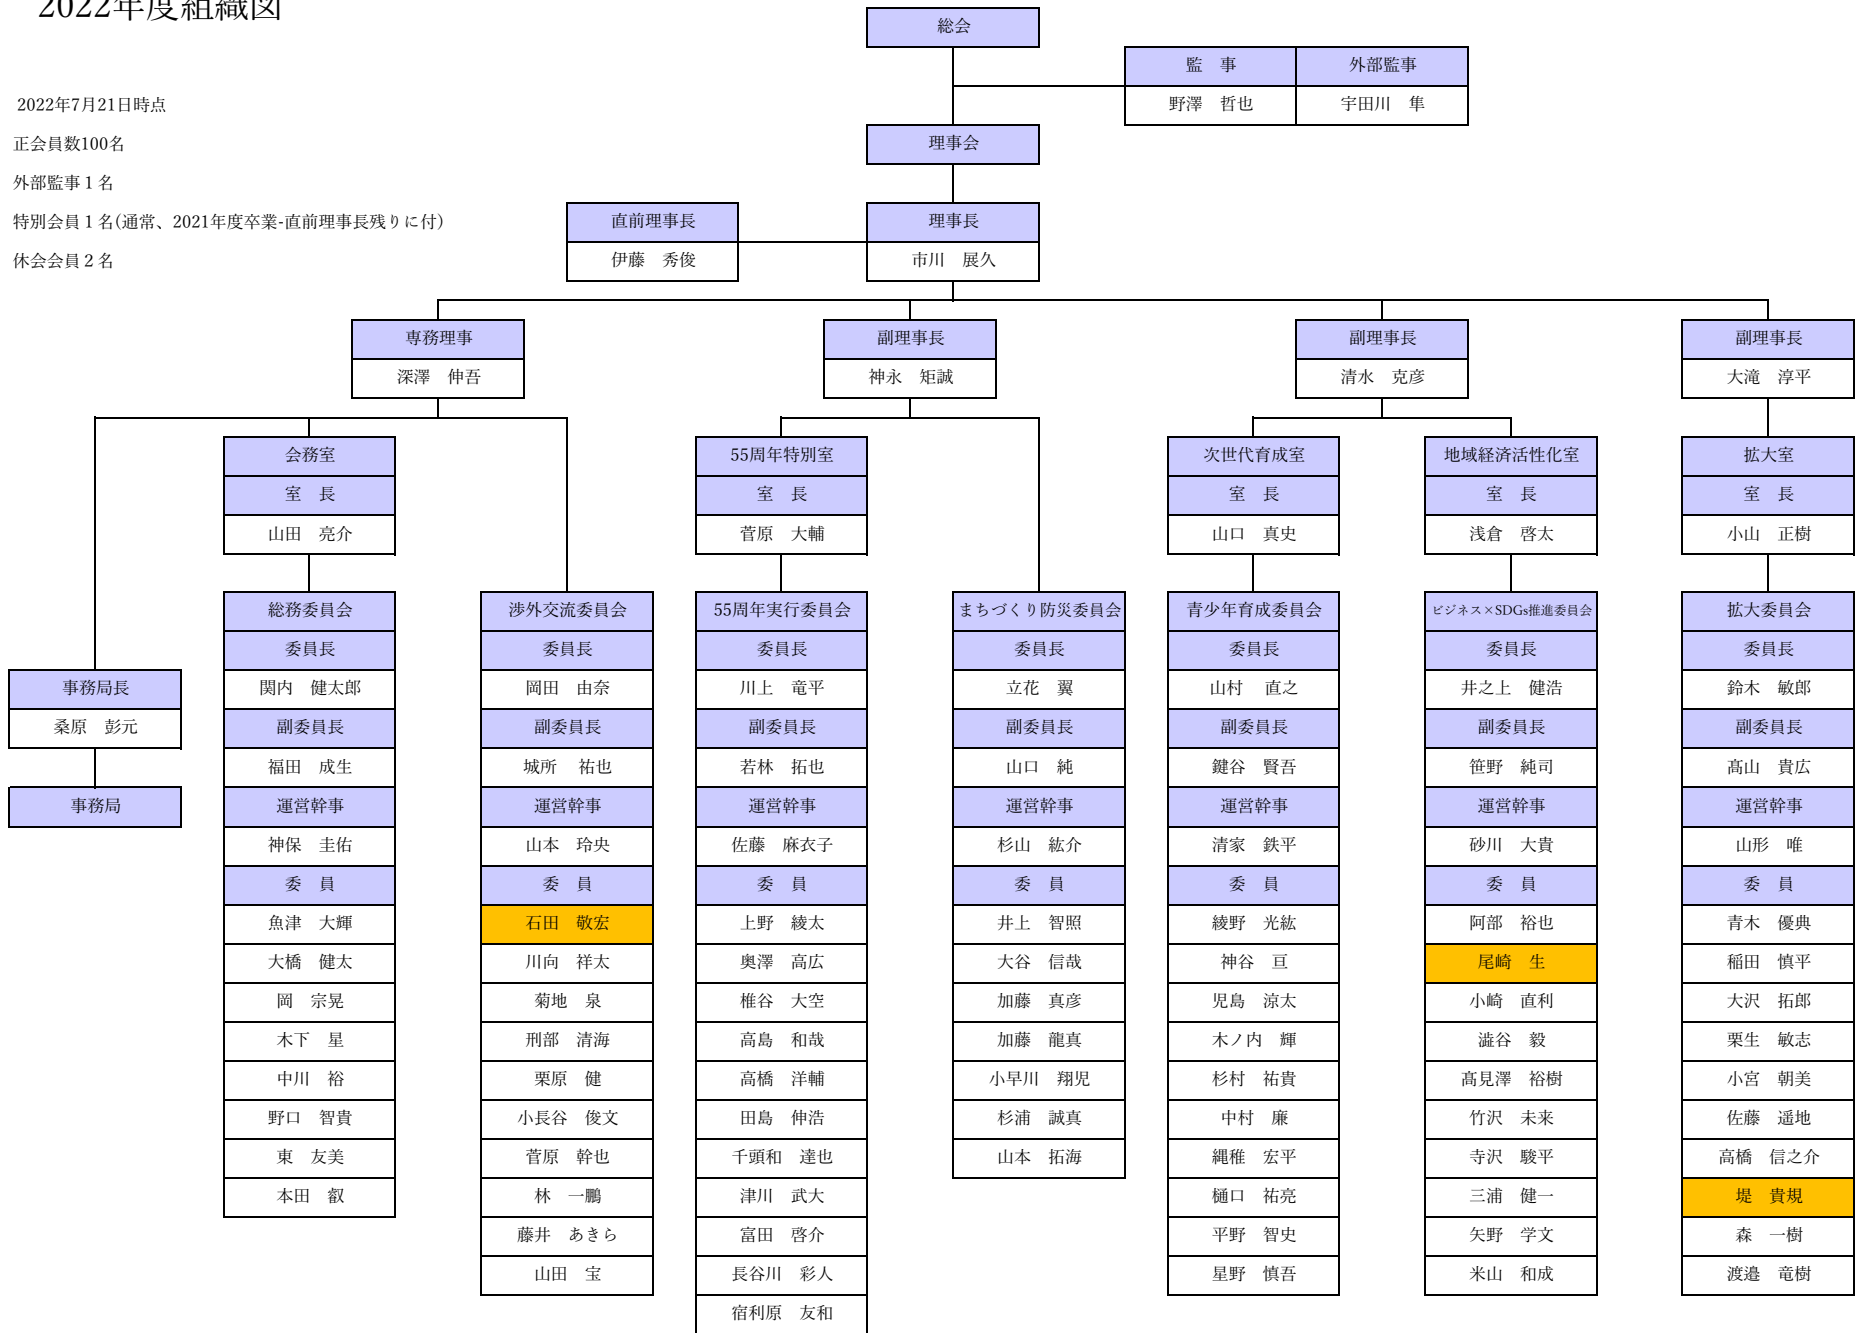 2022年度組織図
総会
監　事
外部監事
野澤　哲也
宇田川　隼
2022年7月21日時点
正会員数100名
外部監事１名
特別会員１名(通常、2021年度卒業-直前理事長残りに付)
休会会員２名
理事会
直前理事長
伊藤　秀俊
理事長
市川　展久
専務理事
深澤　伸吾
副理事長
神永　矩誠
副理事長
清水　克彦
副理事長
大滝　淳平
会務室
室　長
山田　亮介
55周年特別室
室　長
菅原　大輔
次世代育成室
室　長
山口　真史
地域経済活性化室
室　長
浅倉　啓太
拡大室
室　長
小山　正樹
事務局長
桑原　彭元
事務局
総務委員会
委員長
関内　健太郎
副委員長
福田　成生
運営幹事
神保　圭佑
委　員
魚津　大輝
大橋　健太
岡　宗晃
木下　星
中川　裕
野口　智貴
東　友美
本田　叡
渉外交流委員会
委員長
岡田　由奈
副委員長
城所　祐也
運営幹事
山本　玲央
委　員
石田　敬宏
川向　祥太
菊地　泉
刑部　清海
栗原　健
小長谷　俊文
菅原　幹也
林　一鵬
藤井　あきら
山田　宝
55周年実行委員会
委員長
川上　竜平
副委員長
若林　拓也
運営幹事
佐藤　麻衣子
委　員
上野　綾太
奥澤　高広
椎谷　大空
高島　和哉
高橋　洋輔
田島　伸浩
千頭和　達也
津川　武大
富田　啓介
長谷川　彩人
宿利原　友和
まちづくり防災委員会
委員長
立花　翼
副委員長
山口　純
運営幹事
杉山　紘介
委　員
井上　智照
大谷　信哉
加藤　真彦
加藤　龍真
小早川　翔児
杉浦　誠真
山本　拓海
青少年育成委員会
委員長
山村　直之
副委員長
鍵谷　賢吾
運営幹事
清家　鉄平
委　員
綾野　光紘
神谷　亘
児島　涼太
木ノ内　輝
杉村　祐貴
中村　廉
縄稚　宏平
樋口　祐亮
平野　智史
星野　慎吾
ビジネス×SDGs推進委員会
委員長
井之上　健浩
副委員長
笹野　純司
運営幹事
砂川　大貴
委　員
阿部　裕也
尾崎　生
小崎　直利
澁谷　毅
髙見澤　裕樹
竹沢　未来
寺沢　駿平
三浦　健一
矢野　学文
米山　和成
拡大委員会
委員長
鈴木　敏郎
副委員長
髙山　貴広
運営幹事
山形　唯
委　員
青木　優典
稲田　慎平
大沢　拓郎
栗生　敏志
小宮　朝美
佐藤　遥地
高橋　信之介
堤　貴規
森　一樹
渡邉　竜樹